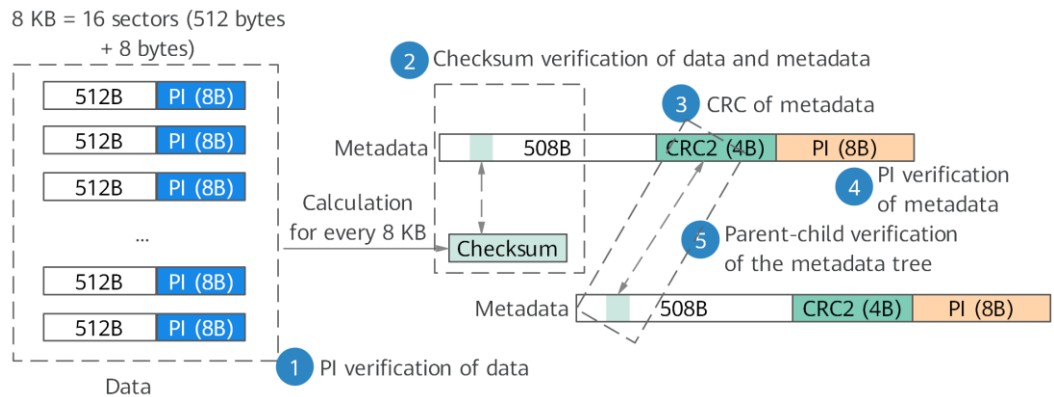 8 KB = 16 sectors (512 bytes
+ 8 bytes)
512B PI (8B)
512B PI (8B)
512B PI (8B)
...
512B PI (8B)
512B PI (8B)
Data
1 PI verification of data
Calculation
for every 8 KB
2 Checksum verification of data and metadata
3 CRC of metadata
Metadata 508B CRC2 (4B) PI (8B)
4 PI verification
of metadata
Checksum
5 Parent-child verification
of the metadata tree
Metadata 508B CRC2 (4B) PI (8B)